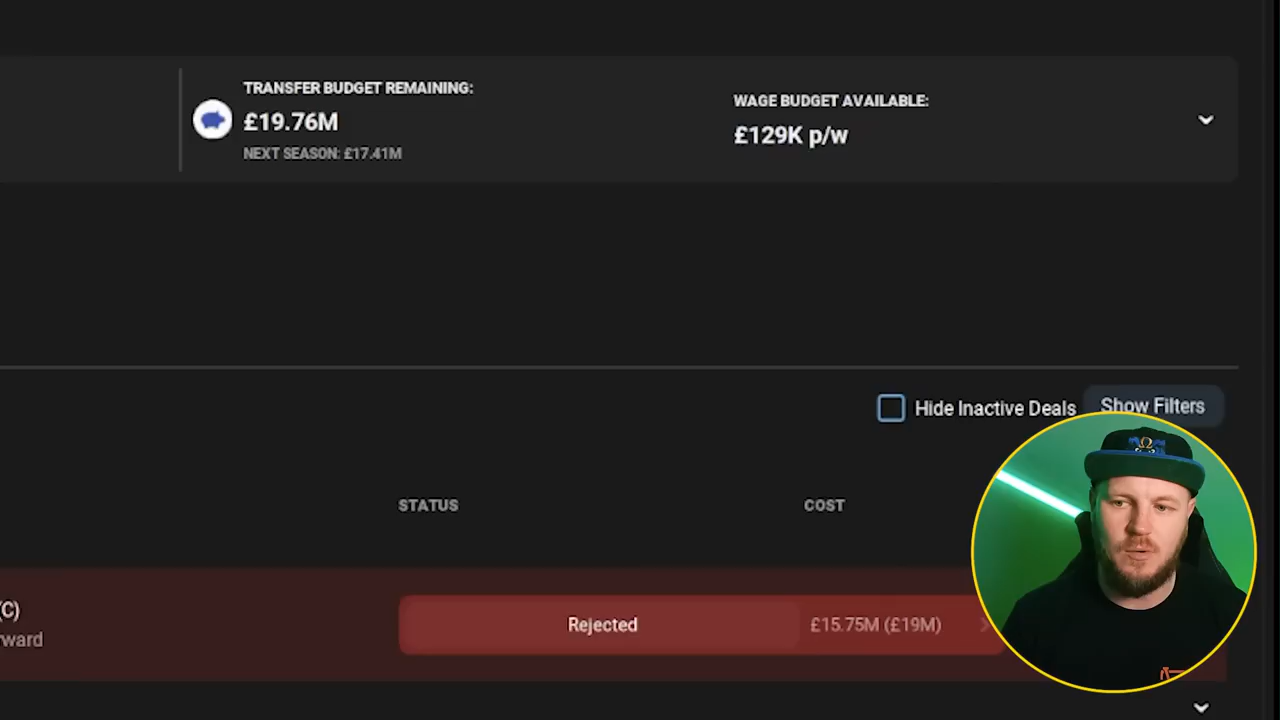 TRANSFER BUDGET REMAINING:
£19.76M
NEXT SEASON: £17.41M
WAGE BUDGET AVAILABLE:
£129K p/w
Hide Inactive Deals
Show Filters
STATUS
COST
(C)
rward
Rejected
£15.75M (£19M)